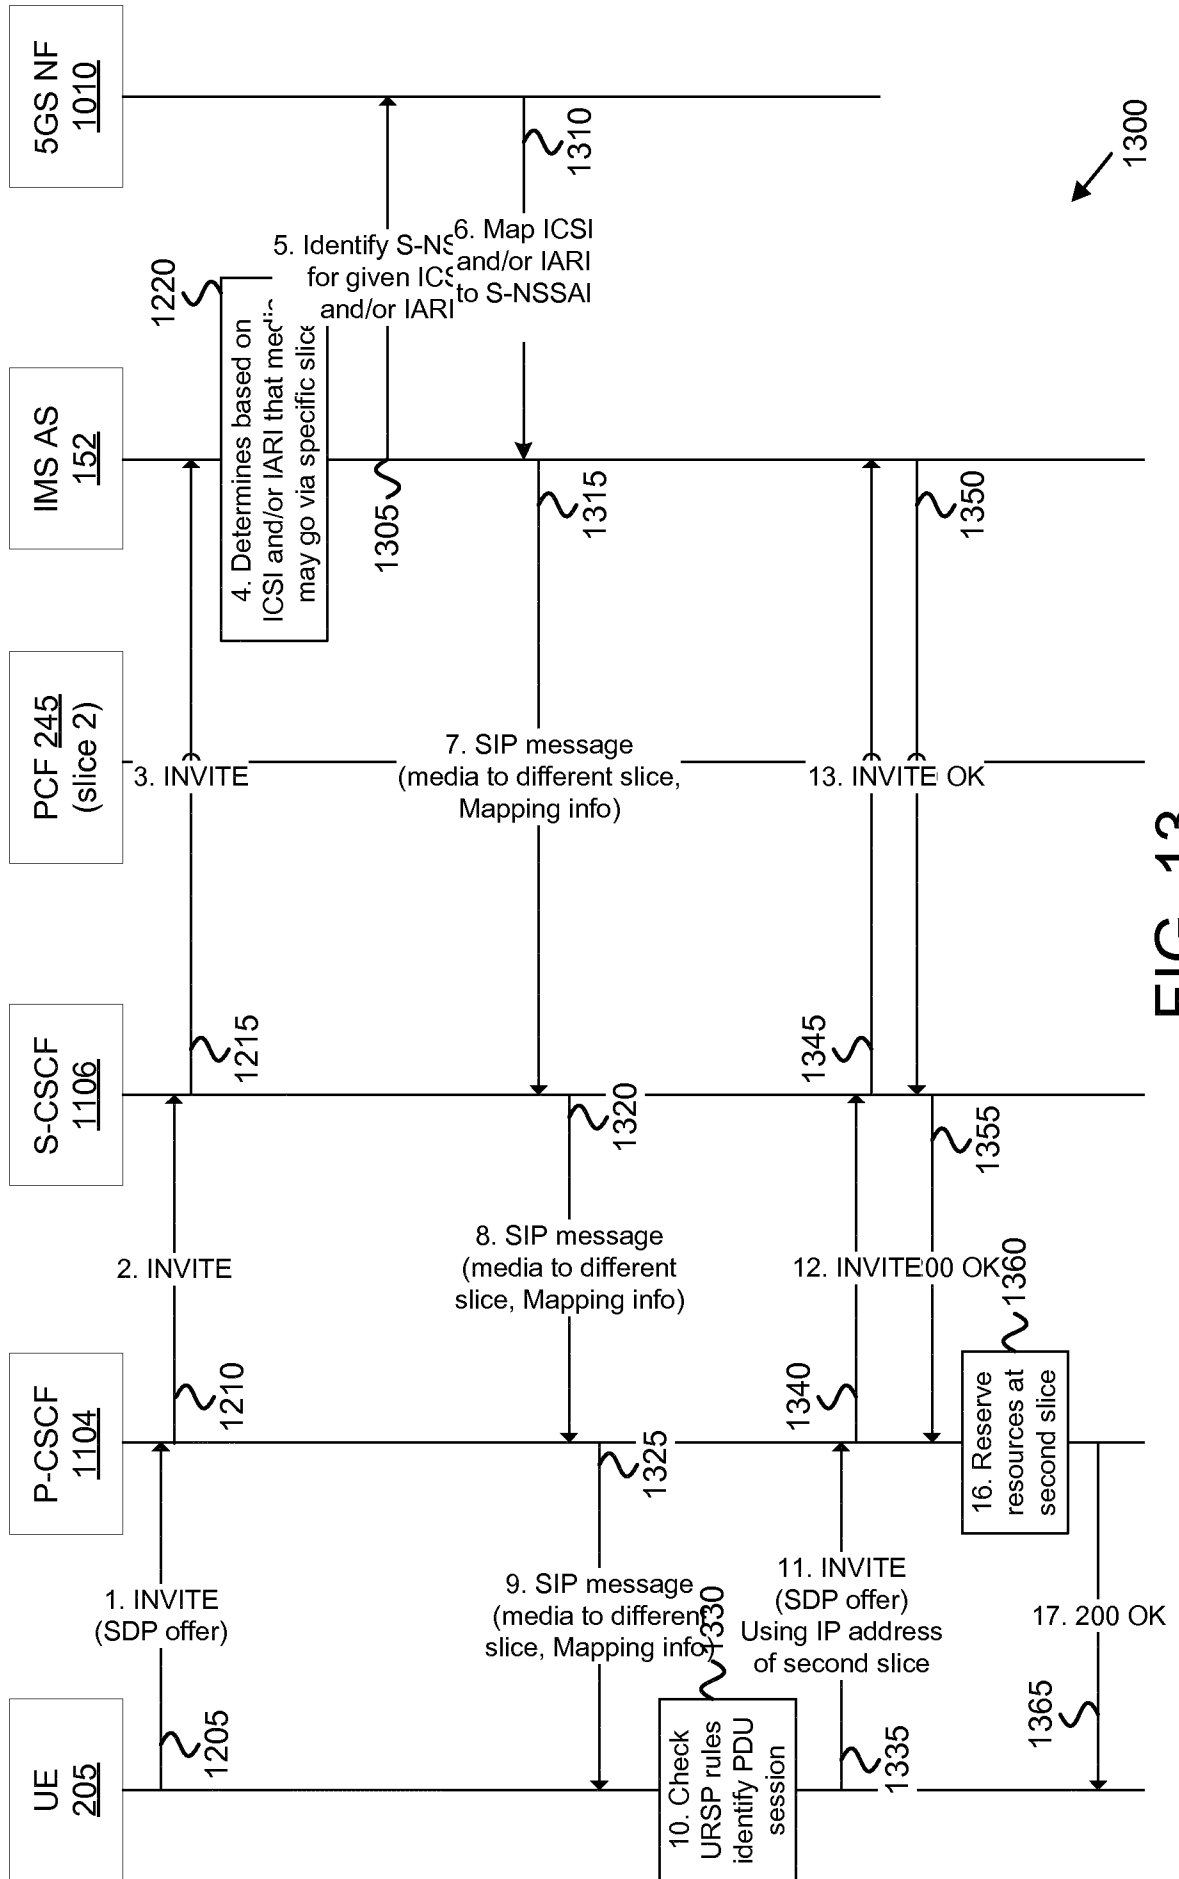 UE
205
P-CSCF
1104
S-CSCF
1106
PCF 245
(slice 2)
IMS AS
152
5GS NF
1010
1. INVITE
(SDP offer)
1205
2. INVITE
1210
3. INVITE
1215
4. Determines based on
ICSI and/or IARI that
may go via specific slice
1220
5. Identify
for given
and/or IARI
1305
6. Map ICSI
and/or IARI
to S-NSSAI
1310
7. SIP message
(media to different slice,
Mapping info)
1315
8. SIP message
(media to different
slice, Mapping info)
1320
9. SIP message
(media to different
slice, Mapping info)
1325
10. Check
URSP rules
identify PDU
session
1330
11. INVITE
(SDP offer)
Using IP address
of second slice
1335
12. INVITE
1340
13. INVITE
1345
OK
1350
OK
1355
16. Reserve
resources at
second slice
1360
17. 200 OK
1365
1300
FIG. 13